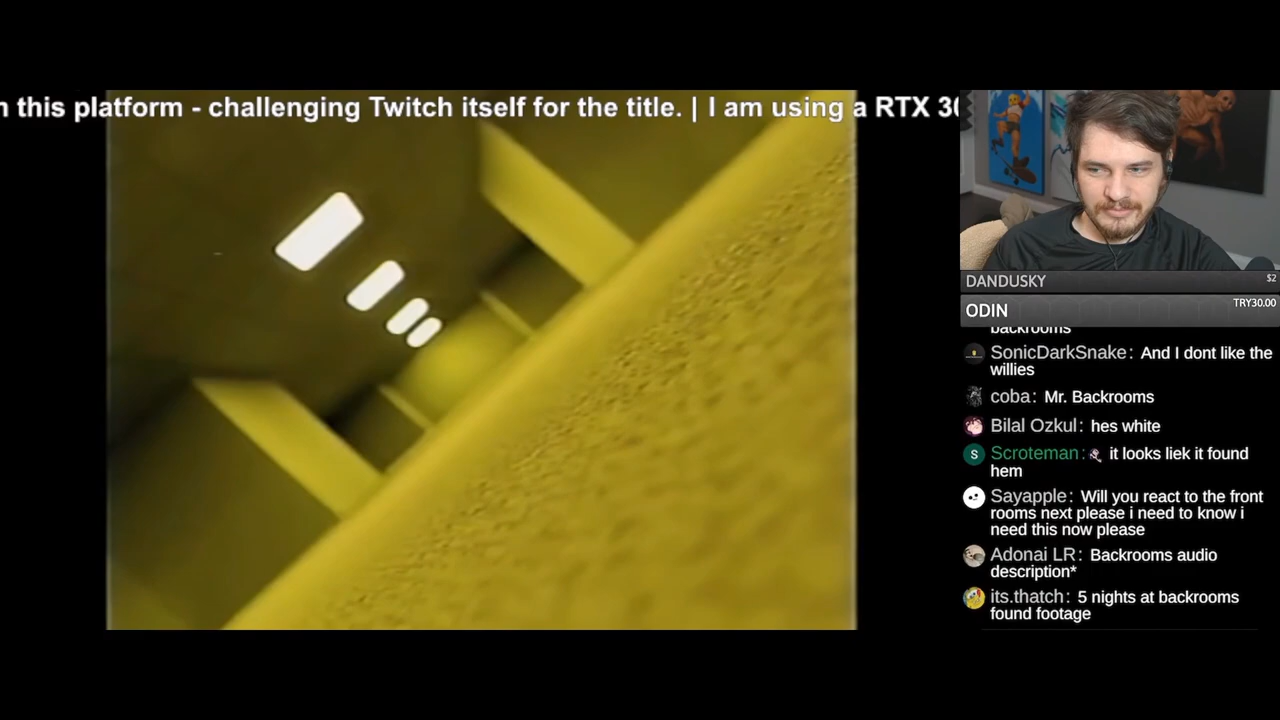 n this platform - challenging Twitch itself for the title. | I am using a RTX 30
DANDUSKY
$2
ODIN
TRY30.00
backrooms
SonicDarkSnake: And I dont like the
willies
coba: Mr. Backrooms
Bilal Ozkul: hes white
S Scroteman: it looks liek it found
hem
Sayapple: Will you react to the front
rooms next please i need to know i
need this now please
Adonai LR: Backrooms audio
description*
its.thatch: 5 nights at backrooms
found footage